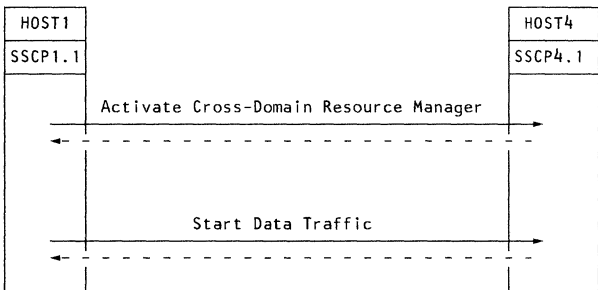 HOST1
HOST4
SSCP1.1
SSCP4.1
Activate Cross-Domain Resource Manager
Start Data Traffic